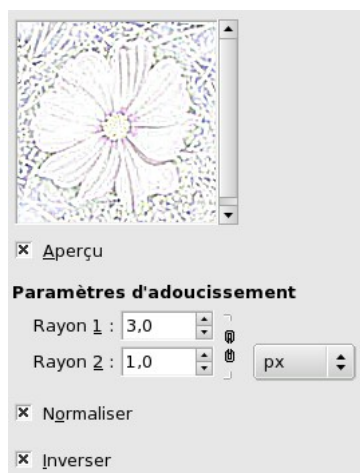 Aperçu
Paramètres d'adoucissement
Rayon 1 : 3,0
Rayon 2 : 1,0 px
Normaliser
Inverser